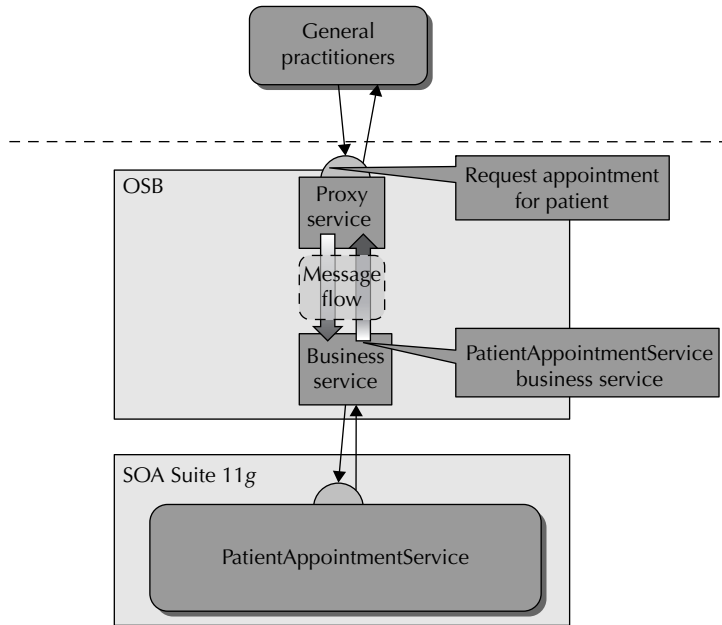 General
practitioners
OSB
Proxy
service
Request appointment
for patient
Message
flow
Business
service
PatientAppointmentService
business service
SOA Suite 11g
PatientAppointmentService